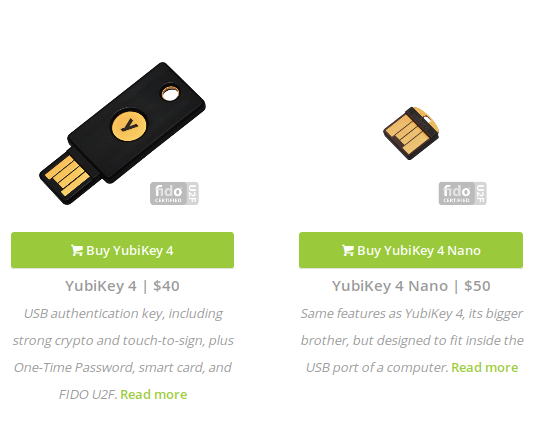 Y
fido
CERTIFIED
U2F
fido
CERTIFIED
U2F
Buy YubiKey 4
YubiKey 4 | $40
USB authentication key, including
strong crypto and touch-to-sign, plus
One-Time Password, smart card, and
FIDO U2F. Read more
Buy YubiKey 4 Nano
YubiKey 4 Nano | $50
Same features as YubiKey 4, its bigger
brother, but designed to fit inside the
USB port of a computer. Read more